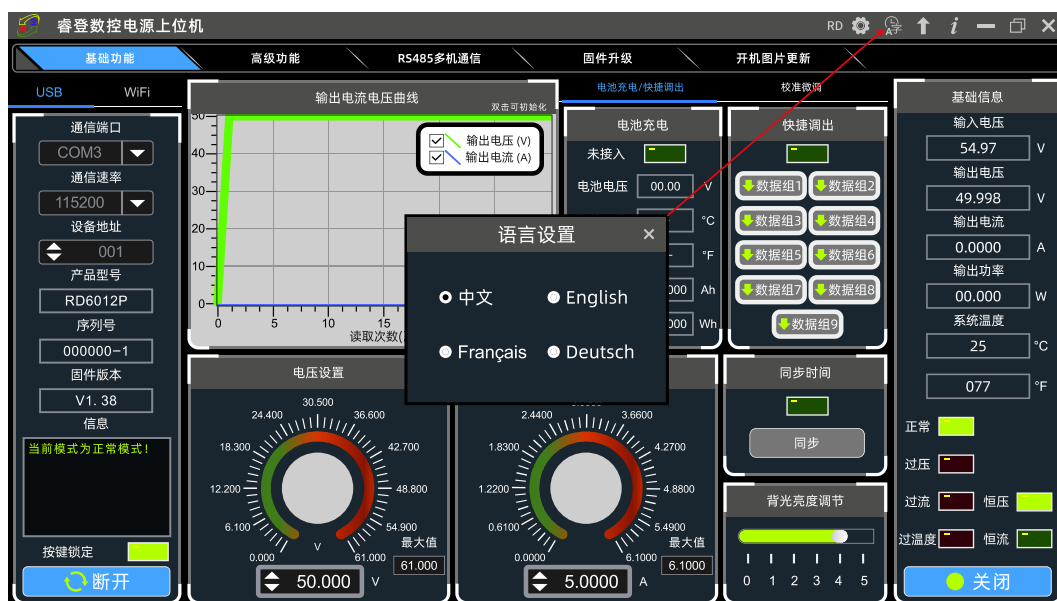 睿登数控电源上位机
RD
基础功能
高级功能
RS485多机通信
固件升级
开机图片更新
USB
WiFi
通信端口
COM3
通信速率
115200
设备地址
001
产品型号
RD6012P
序列号
000000-1
固件版本
V1.38
信息
当前模式为正常模式!
按键锁定
断开
输出电流电压曲线
双击可初始化
输出电压 (V)
输出电流 (A)
50
40
30
20
10
0
0 5 10 15
读取次数(
电池充电/快捷调出
校准微调
电池充电
未接入
电池电压 00.00 V
°C
°F
000 Ah
000 Wh
快捷调出
数据组1 数据组2
数据组3 数据组4
数据组5 数据组6
数据组7 数据组8
数据组9
语言设置 ×
中文 English
Français Deutsch
电压设置
30.500
24.400 36.600
18.300 42.700
12.200 48.800
6.100 54.900
0.000 V 61.000
最大值
61.000
50.000 V
2.4400 3.6600
1.8300 4.2700
1.2200 4.8800
0.6100 5.4900
0.0000 6.1000
最大值
6.1000
5.0000 A
同步时间
同步
背光亮度调节
0 1 2 3 4 5
基础信息
输入电压
54.97 V
输出电压
49.998 V
输出电流
0.0000 A
输出功率
00.000 W
系统温度
25 °C
077 °F
正常
过压
过流 恒压
过温度 恒流
关闭